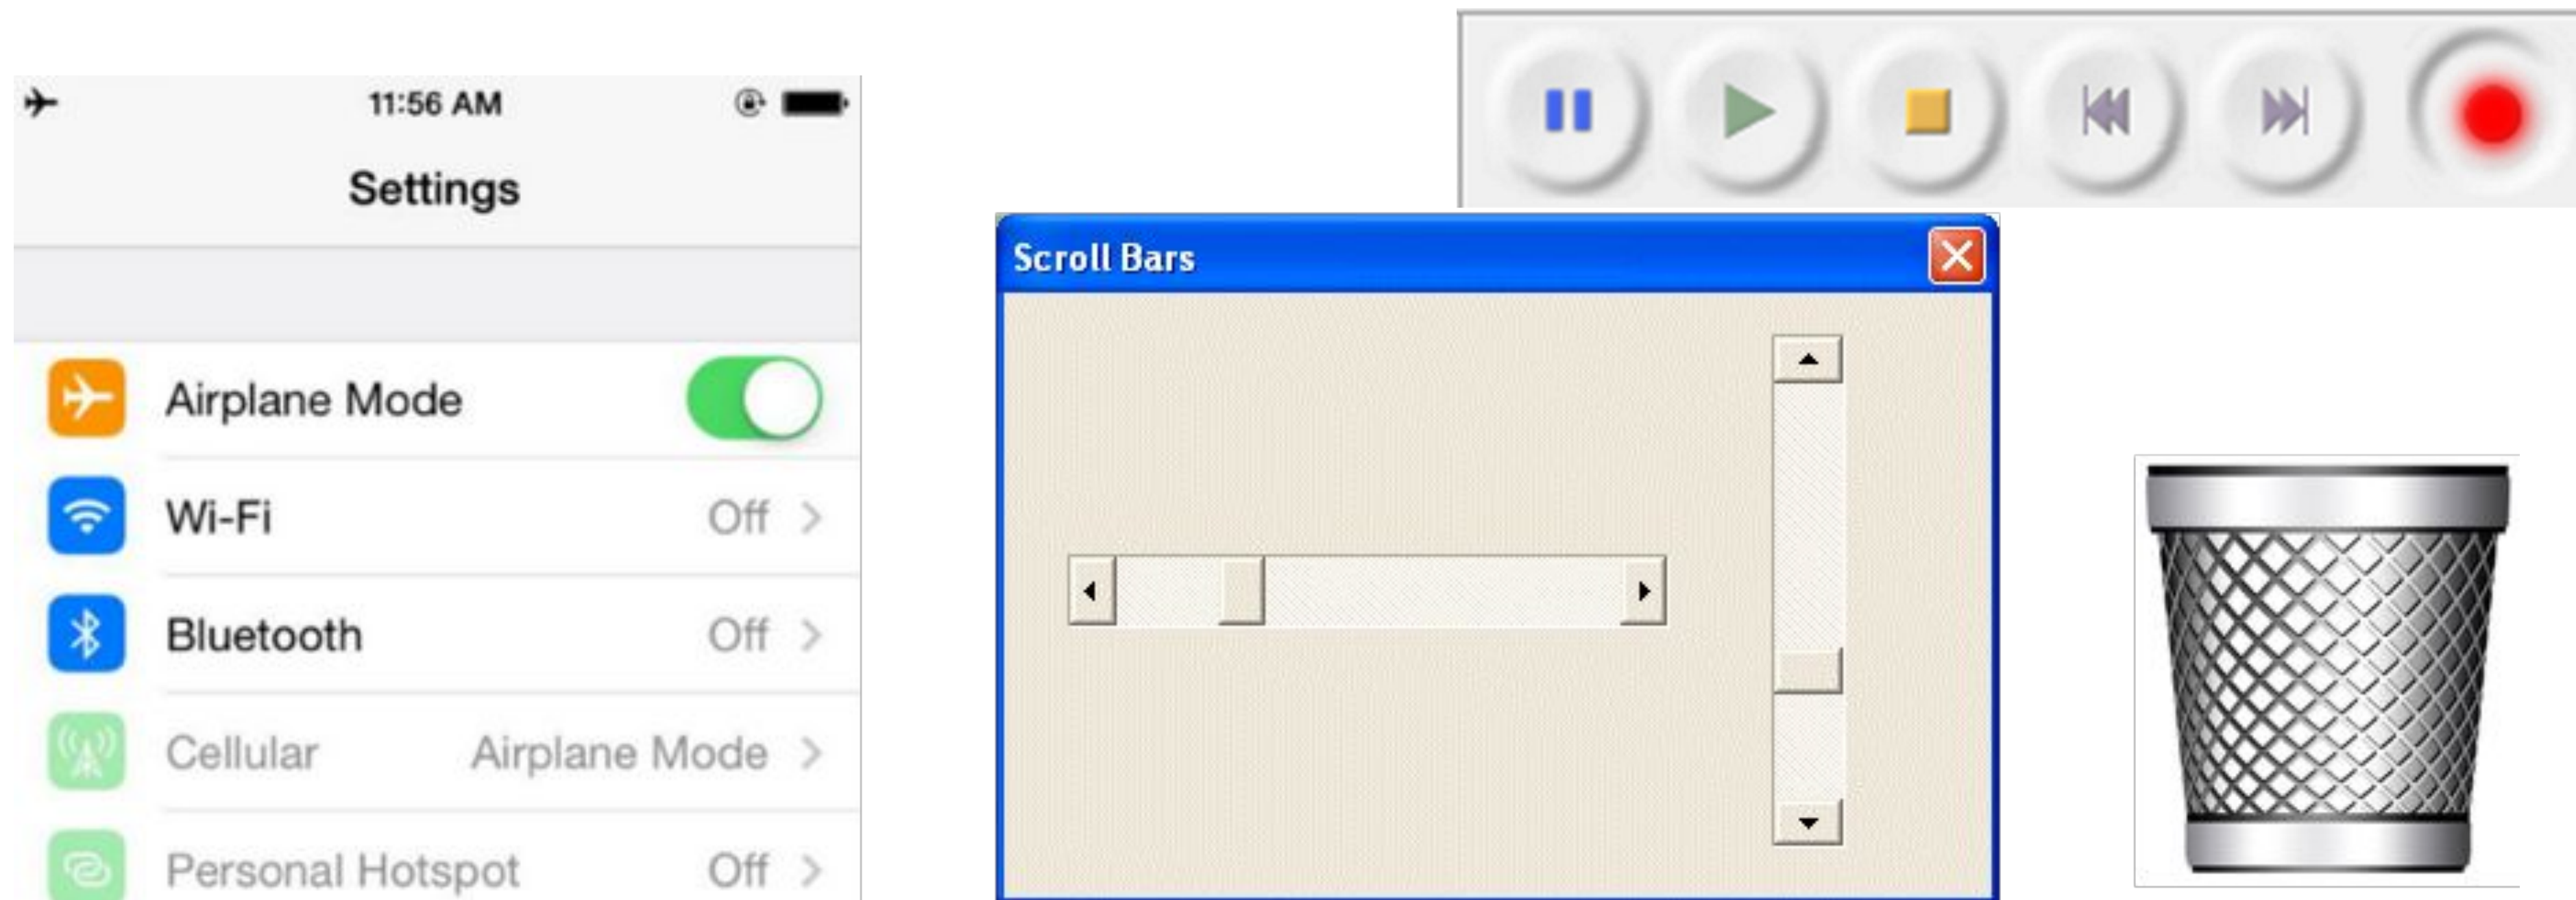 11:56 AM
Settings
Airplane Mode
Wi-Fi Off
Bluetooth Off
Cellular Airplane Mode
Personal Hotspot Off
Scroll Bars